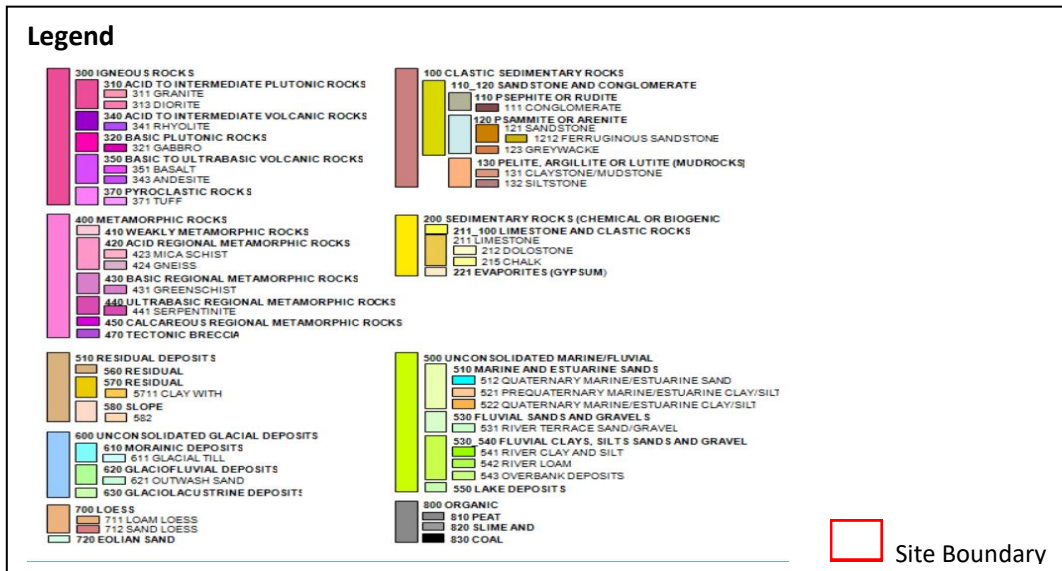 Legend
300 IGNEOUS ROCKS
310 ACID TO INTERMEDIATE PLUTONIC ROCKS
311 GRANITE
313 DIORITE
340 ACID TO INTERMEDIATE VOLCANIC ROCKS
341 RHYOLITE
320 BASIC PLUTONIC ROCKS
321 GABBRO
350 BASIC TO ULTRABASIC VOLCANIC ROCKS
351 BASALT
343 ANDESITE
370 PYROCLASTIC ROCKS
371 TUFF
400 METAMORPHIC ROCKS
410 WEAKLY METAMORPHIC ROCKS
420 ACID REGIONAL METAMORPHIC ROCKS
423 MICA SCHIST
424 GNEISS
430 BASIC REGIONAL METAMORPHIC ROCKS
431 GREENSCHIST
440 ULTRABASIC REGIONAL METAMORPHIC ROCKS
441 SERPENTINITE
450 CALCAREOUS REGIONAL METAMORPHIC ROCKS
470 TECTONIC BRECCIA
510 RESIDUAL DEPOSITS
560 RESIDUAL
570 RESIDUAL
5711 CLAY WITH
580 SLOPE
582
600 UNCONSOLIDATED GLACIAL DEPOSITS
610 MORAINIC DEPOSITS
611 GLACIAL TILL
620 GLACIOFLUVIAL DEPOSITS
621 OUTWASH SAND
630 GLACIOLACUSTRINE DEPOSITS
700 LOESS
711 LOAM LOESS
712 SAND LOESS
720 EOLIAN SAND
100 CLASTIC SEDIMENTARY ROCKS
110_120 SANDSTONE AND CONGLOMERATE
110 PSEPHITE OR RUDITE
111 CONGLOMERATE
120 PSAMMITE OR ARENITE
121 SANDSTONE
1212 FERRUGINOUS SANDSTONE
123 GREYWACKE
130 PELITE, ARGILLITE OR LUTITE (MUDROCKS)
131 CLAYSTONE/MUDSTONE
132 SILTSTONE
200 SEDIMENTARY ROCKS (CHEMICAL OR BIOGENIC
211_100 LIMESTONE AND CLASTIC ROCKS
211 LIMESTONE
212 DOLOSTONE
215 CHALK
221 EVAPORITES (GYPSUM)
500 UNCONSOLIDATED MARINE/FLUVIAL
510 MARINE AND ESTUARINE SANDS
512 QUATERNARY MARINE/ESTUARINE SAND
521 PREQUATERNARY MARINE/ESTUARINE CLAY/SILT
522 QUATERNARY MARINE/ESTUARINE CLAY/SILT
530 FLUVIAL SANDS AND GRAVELS
531 RIVER TERRACE SAND/GRAVEL
530_540 FLUVIAL CLAYS, SILTS SANDS AND GRAVEL
541 RIVER CLAY AND SILT
542 RIVER LOAM
543 OVERBANK DEPOSITS
550 LAKE DEPOSITS
800 ORGANIC
810 PEAT
820 SLIME AND
830 COAL
Site Boundary